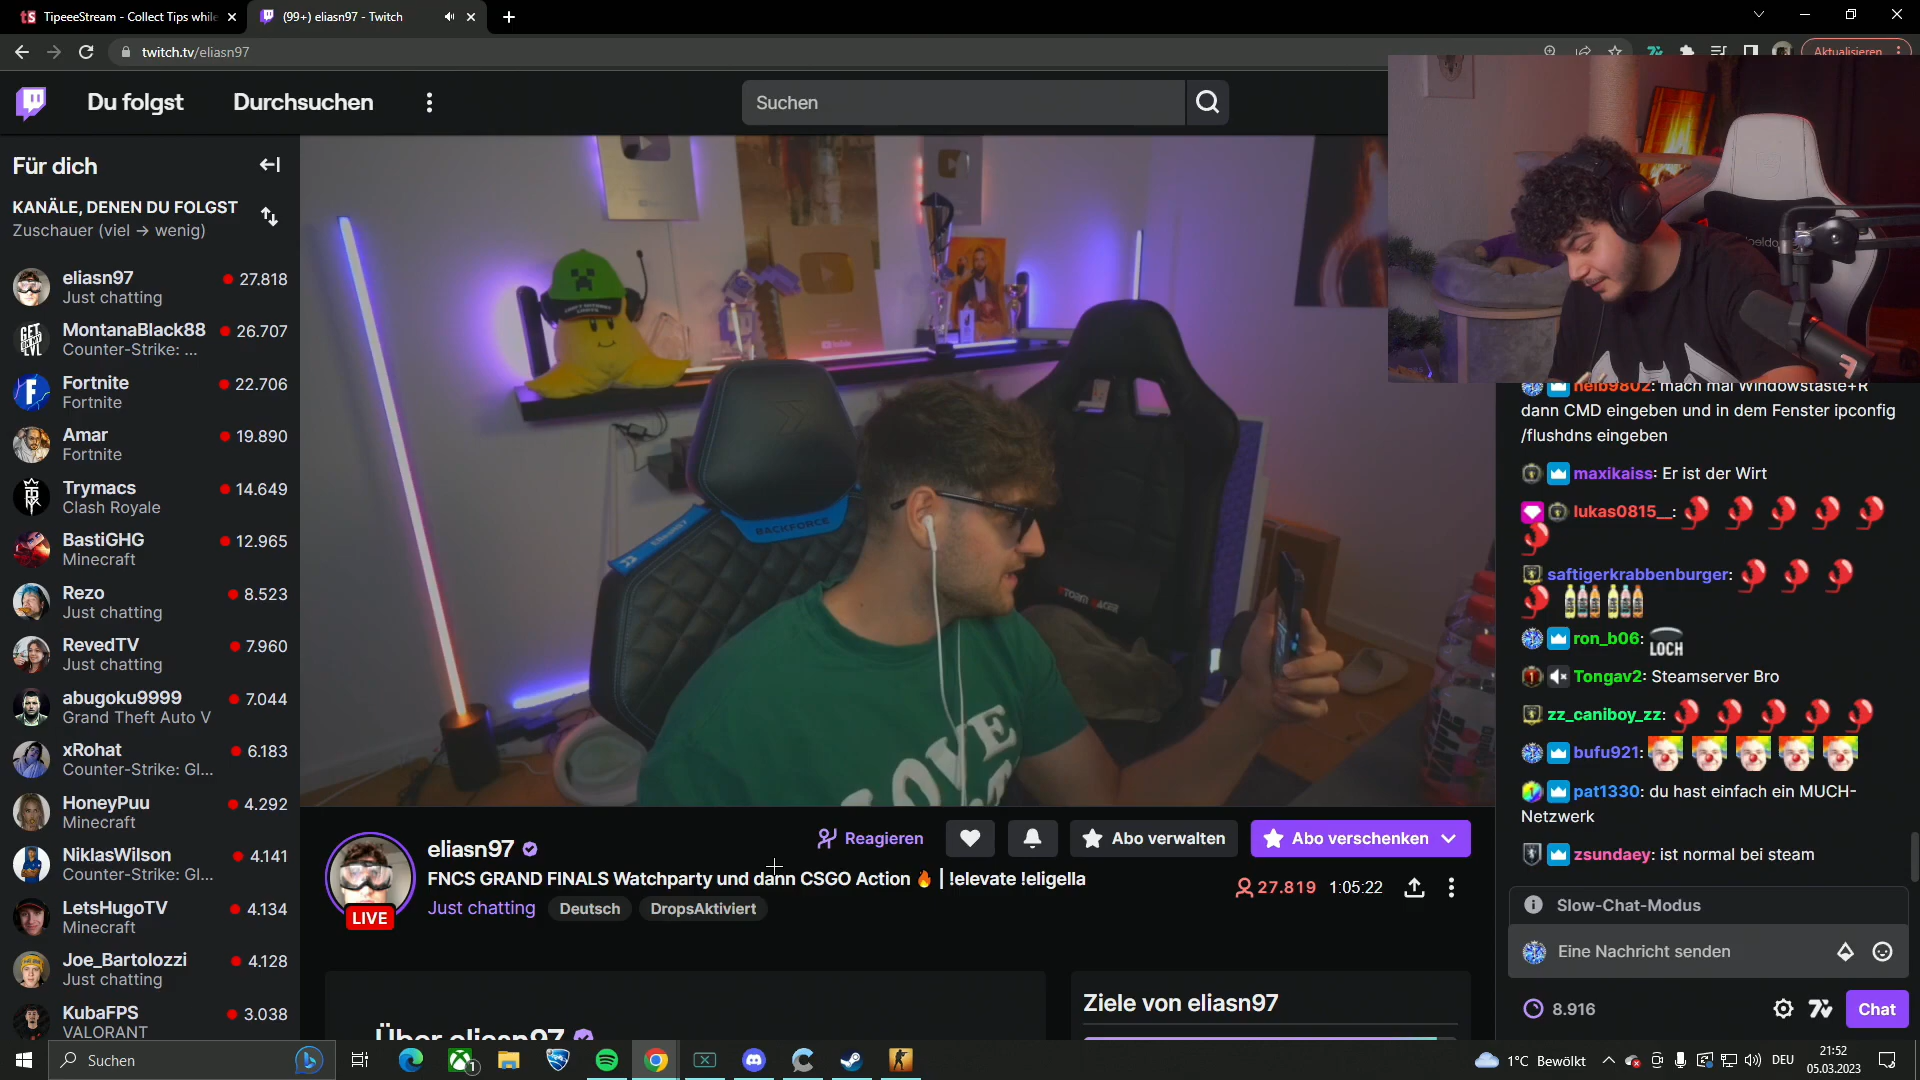 TipeeeStream - Collect Tips while
(99+) eliasn97 - Twitch
twitch.tv/eliasn97
Aktualisieren
Du folgst
Durchsuchen
Suchen
Für dich
KANÄLE, DENEN DU FOLGST
Zuschauer (viel → wenig)
eliasn97
27.818
Just chatting
MontanaBlack88
26.707
Counter-Strike: ...
Fortnite
22.706
Fortnite
Amar
19.890
Fortnite
Trymacs
14.649
Clash Royale
BastiGHG
12.965
Minecraft
Rezo
8.523
Just chatting
RevedTV
7.960
Just chatting
abugoku9999
7.044
Grand Theft Auto V
xRohat
6.183
Counter-Strike: Gl...
HoneyPuu
4.292
Minecraft
NiklasWilson
4.141
Counter-Strike: Gl...
LetsHugoTV
4.134
Minecraft
Joe_Bartolozzi
4.128
Just chatting
KubaFPS
3.038
VALORANT
BACKFORCE
LOVE
LIVE
eliasn97
Reagieren
Abo verwalten
Abo verschenken
FNCS GRAND FINALS Watchparty und dann CSGO Action 🔥 | !elevate !eligella
27.819
1:05:22
Just chatting
Deutsch
DropsAktiviert
Über eliasn97
Ziele von eliasn97
mach mal Windowstaste+R
dann CMD eingeben und in dem Fenster ipconfig
/flushdns eingeben
maxikaiss: Er ist der Wirt
lukas0815__:
saftigerkrabbenburger:
ron_b06: LOCH
Tongav2: Steamserver Bro
zz_caniboy_zz:
bufu921:
pat1330: du hast einfach ein MUCH-
Netzwerk
zsundaey: ist normal bei steam
Slow-Chat-Modus
Eine Nachricht senden
8.916
Chat
Suchen
1°C Bewölkt
DEU
21:52
05.03.2023